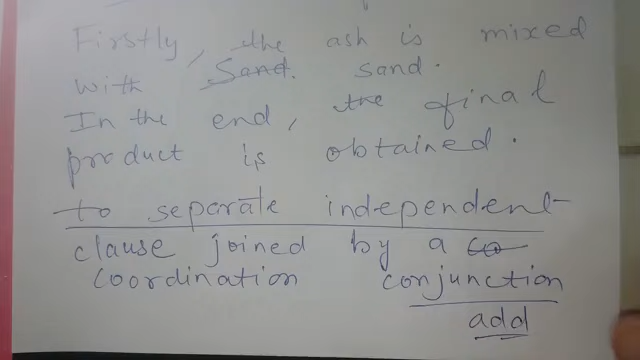 Firstly, the ash is mixed
with Sand. sand.
In the end, the final
product is obtained.
to separate independent
clause joined by a co
coordination conjunction
add